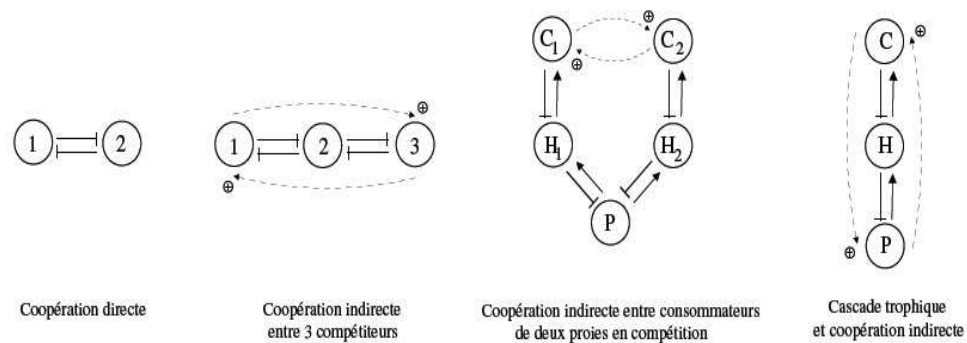 1 2
1 2 3
⊕
⊕
C1 C2
⊕
⊕
H1 H2
P
C
⊕
H
P
⊕
Coopération directe
Coopération indirecte
entre 3 compétiteurs
Coopération indirecte entre consommateurs
de deux proies en compétition
Cascade trophique
et coopération indirecte